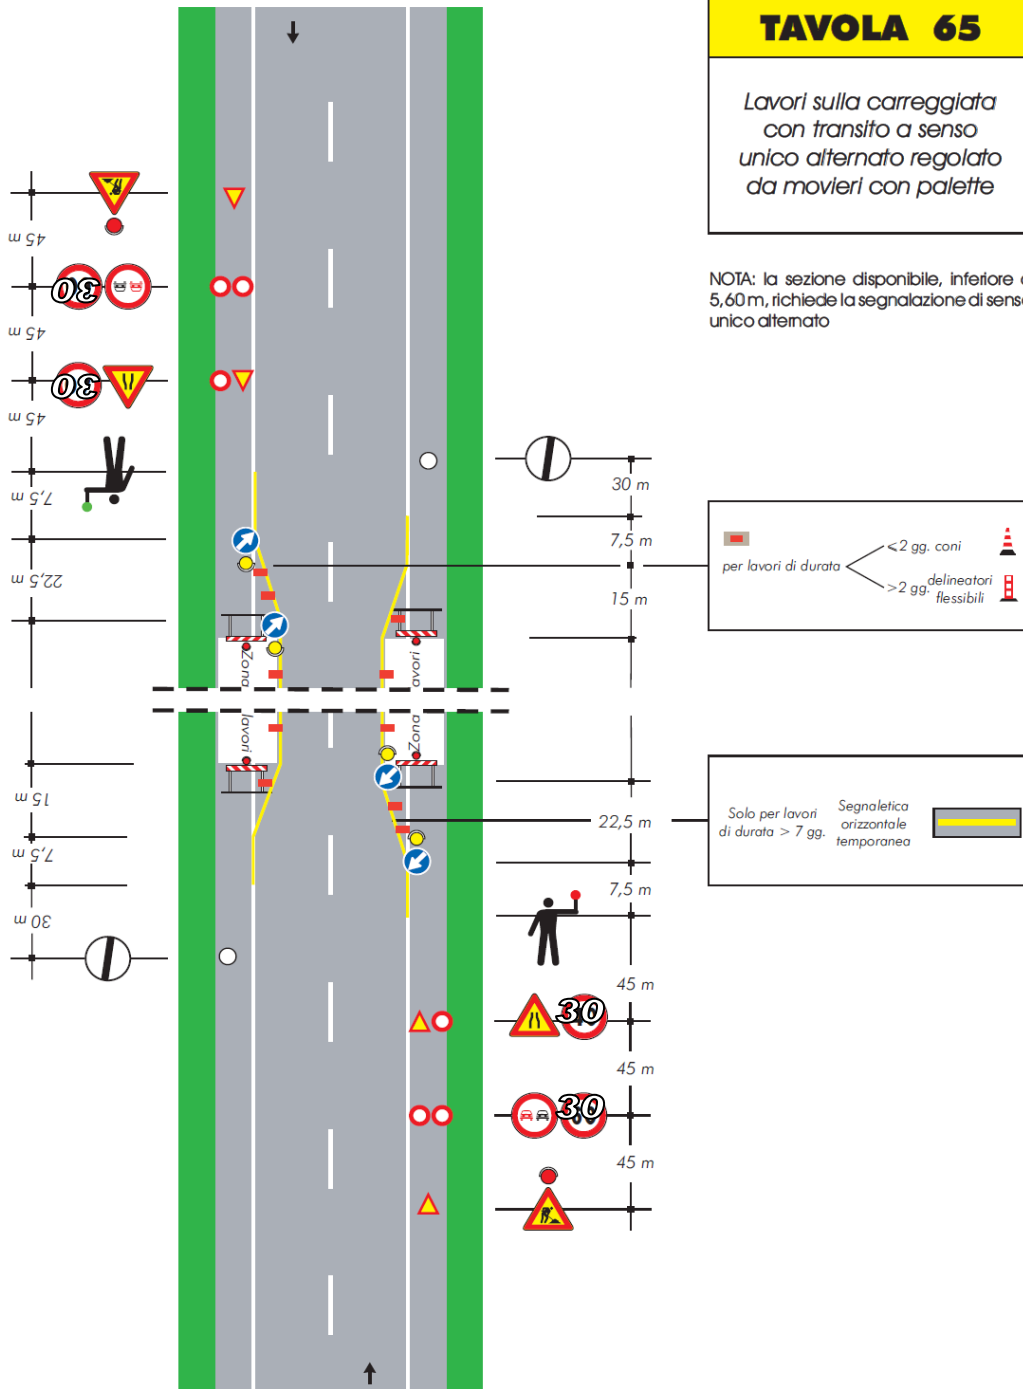 TAVOLA 65
Lavori sulla carreggiata
con transito a senso
unico alternato regolato
da movieri con palette
NOTA: la sezione disponibile, inferiore a
5,60 m, richiede la segnalazione di senso
unico alternato
45 m
30
45 m
30
45 m
7,5 m
22,5 m
30 m
7,5 m
15 m
per lavori di durata
<2 gg. coni
>2 gg. delineatori
flessibili
Zona
lavori
Zona
avori
15 m
7,5 m
30 m
22,5 m
7,5 m
Solo per lavori
di durata > 7 gg.
Segnaletica
orizzontale
temporanea
45 m
30
45 m
30
45 m